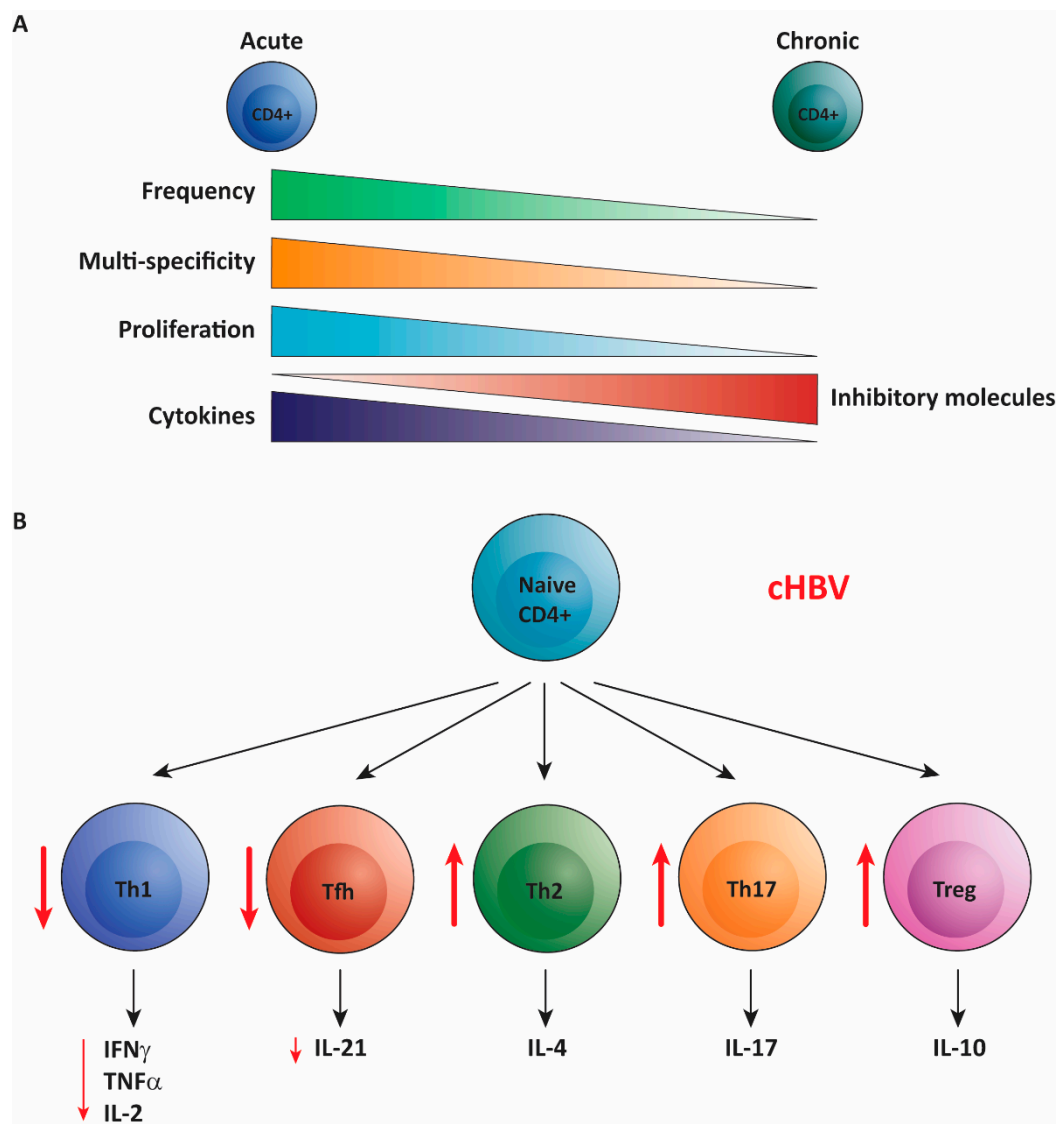 A
Acute
Chronic
CD4+
CD4+
Frequency
Multi-specificity
Proliferation
Inhibitory molecules
Cytokines
B
Naive
CD4+
cHBV
Th1
Tfh
Th2
Th17
Treg
IFNγ
TNFα
IL-2
IL-21
IL-4
IL-17
IL-10